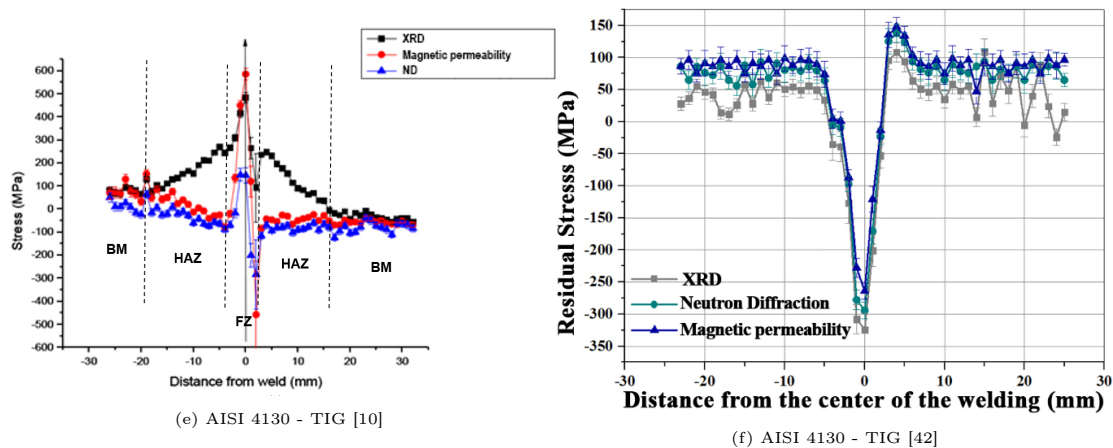 XRD
Magnetic permeability
ND
600
500
400
300
200
100
0
-100
-200
-300
-400
-500
-600
Stress (MPa)
BM
HAZ
FZ
HAZ
BM
-30
-20
-10
0
10
20
30
Distance from weld (mm)
(e) AISI 4130 - TIG [10]
150
100
50
0
-50
-100
-150
-200
-250
-300
-350
Residual Stresss (MPa)
XRD
Neutron Diffraction
Magnetic permeability
-30
-20
-10
0
10
20
30
Distance from the center of the welding (mm)
(f) AISI 4130 - TIG [42]